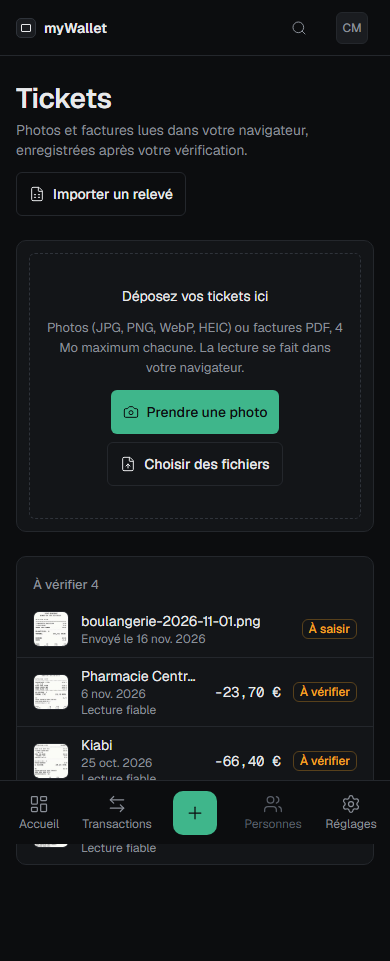 myWallet
CM
Tickets
Photos et factures lues dans votre navigateur,
enregistrées après votre vérification.
Importer un relevé
Déposez vos tickets ici
Photos (JPG, PNG, WebP, HEIC) ou factures PDF, 4
Mo maximum chacune. La lecture se fait dans
votre navigateur.
Prendre une photo
Choisir des fichiers
À vérifier 4
boulangerie-2026-11-01.png
Envoyé le 16 nov. 2026
À saisir
Pharmacie Centr...
6 nov. 2026
Lecture fiable
-23,70 €
À vérifier
Kiabi
25 oct. 2026
Lecture fiable
-66,40 €
À vérifier
Accueil
Transactions
Personnes
Réglages
Lecture fiable